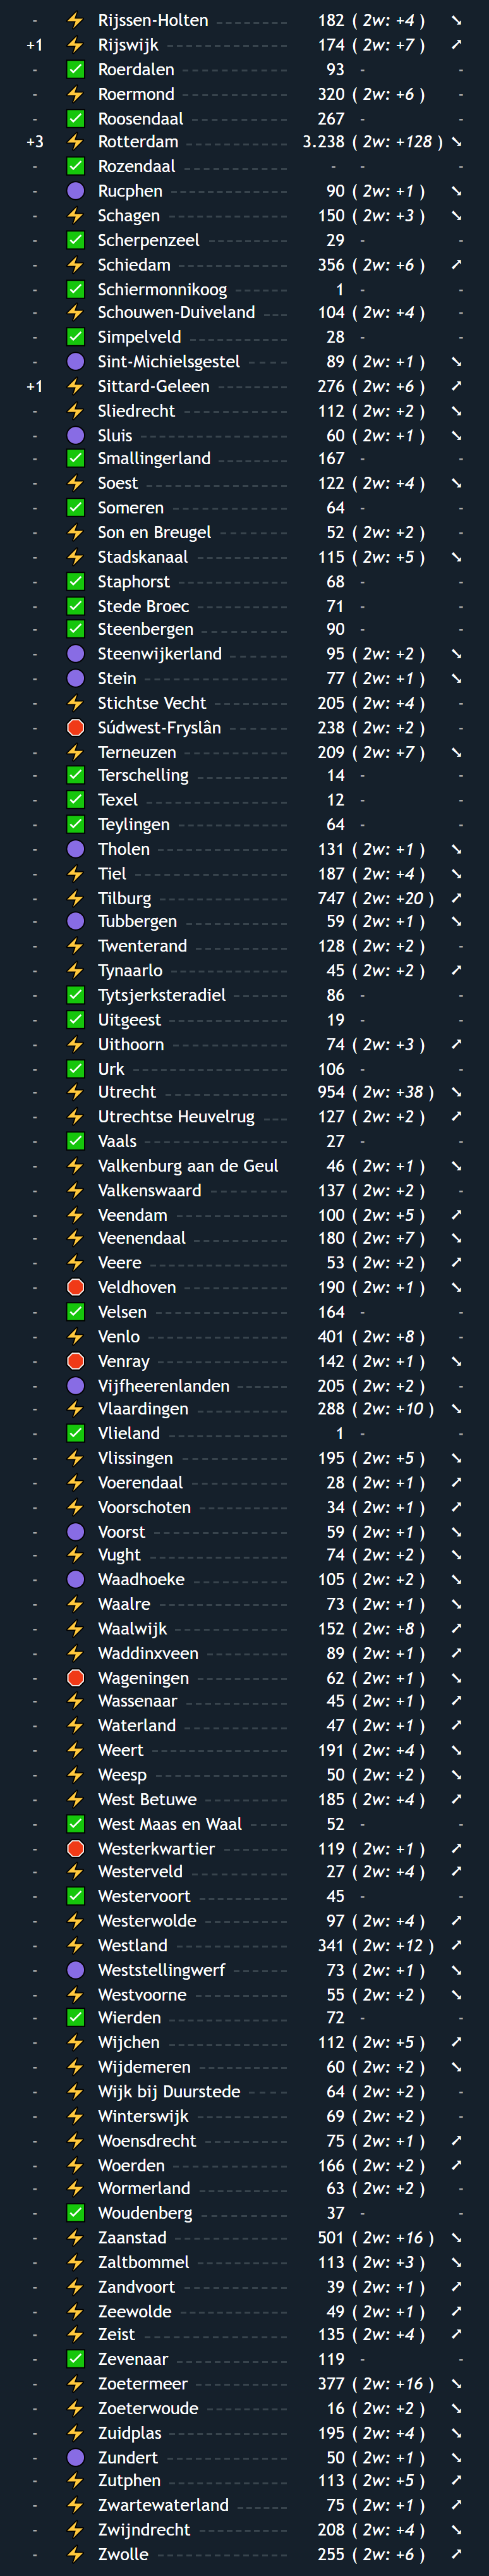 - ⚡ Rijssen-Holten 182 ( 2w: +4 ) ➘
+1 ⚡ Rijswijk 174 ( 2w: +7 ) ➚
- ✅ Roerdalen 93 - -
- ⚡ Roermond 320 ( 2w: +6 ) -
- ✅ Roosendaal 267 - -
+3 ⚡ Rotterdam 3.238 ( 2w: +128 ) ➘
- ✅ Rozendaal - - -
- 🟣 Rucphen 90 ( 2w: +1 ) ➘
- ⚡ Schagen 150 ( 2w: +3 ) ➘
- ✅ Scherpenzeel 29 - -
- ⚡ Schiedam 356 ( 2w: +6 ) ➚
- ✅ Schiermonnikoog 1 - -
- ⚡ Schouwen-Duiveland 104 ( 2w: +4 ) -
- ✅ Simpelveld 28 - -
- 🟣 Sint-Michielsgestel 89 ( 2w: +1 ) ➘
+1 ⚡ Sittard-Geleen 276 ( 2w: +6 ) ➚
- ⚡ Sliedrecht 112 ( 2w: +2 ) ➘
- 🟣 Sluis 60 ( 2w: +1 ) ➘
- ✅ Smallingerland 167 - -
- ⚡ Soest 122 ( 2w: +4 ) ➘
- ✅ Someren 64 - -
- ⚡ Son en Breugel 52 ( 2w: +2 ) -
- ⚡ Stadskanaal 115 ( 2w: +5 ) ➘
- ✅ Staphorst 68 - -
- ✅ Stede Broec 71 - -
- ✅ Steenbergen 90 - -
- 🟣 Steenwijkerland 95 ( 2w: +2 ) ➘
- 🟣 Stein 77 ( 2w: +1 ) ➘
- ⚡ Stichtse Vecht 205 ( 2w: +4 ) -
- 🛑 Súdwest-Fryslân 238 ( 2w: +2 ) -
- ⚡ Terneuzen 209 ( 2w: +7 ) ➘
- ✅ Terschelling 14 - -
- ✅ Texel 12 - -
- ✅ Teylingen 64 - -
- 🟣 Tholen 131 ( 2w: +1 ) ➘
- ⚡ Tiel 187 ( 2w: +4 ) ➘
- ⚡ Tilburg 747 ( 2w: +20 ) ➚
- 🟣 Tubbergen 59 ( 2w: +1 ) ➘
- ⚡ Twenterand 128 ( 2w: +2 ) -
- ⚡ Tynaarlo 45 ( 2w: +2 ) ➚
- ✅ Tytsjerksteradiel 86 - -
- ✅ Uitgeest 19 - -
- ⚡ Uithoorn 74 ( 2w: +3 ) ➚
- ✅ Urk 106 - -
- ⚡ Utrecht 954 ( 2w: +38 ) ➘
- ⚡ Utrechtse Heuvelrug 127 ( 2w: +2 ) ➚
- ✅ Vaals 27 - -
- ⚡ Valkenburg aan de Geul 46 ( 2w: +1 ) ➘
- ⚡ Valkenswaard 137 ( 2w: +2 ) -
- ⚡ Veendam 100 ( 2w: +5 ) ➚
- ⚡ Veenendaal 180 ( 2w: +7 ) ➘
- ⚡ Veere 53 ( 2w: +2 ) ➚
- 🛑 Veldhoven 190 ( 2w: +1 ) ➘
- ✅ Velsen 164 - -
- ⚡ Venlo 401 ( 2w: +8 ) -
- 🛑 Venray 142 ( 2w: +1 ) ➘
- 🟣 Vijfheerenlanden 205 ( 2w: +2 ) -
- ⚡ Vlaardingen 288 ( 2w: +10 ) ➘
- ✅ Vlieland 1 - -
- ⚡ Vlissingen 195 ( 2w: +5 ) ➘
- ⚡ Voerendaal 28 ( 2w: +1 ) ➚
- ⚡ Voorschoten 34 ( 2w: +1 ) ➚
- 🟣 Voorst 59 ( 2w: +1 ) ➘
- ⚡ Vught 74 ( 2w: +2 ) ➘
- 🟣 Waadhoeke 105 ( 2w: +2 ) ➘
- ⚡ Waalre 73 ( 2w: +1 ) ➘
- ⚡ Waalwijk 152 ( 2w: +8 ) ➚
- ⚡ Waddinxveen 89 ( 2w: +1 ) ➚
- 🛑 Wageningen 62 ( 2w: +1 ) ➘
- ⚡ Wassenaar 45 ( 2w: +1 ) ➚
- ⚡ Waterland 47 ( 2w: +1 ) ➚
- ⚡ Weert 191 ( 2w: +4 ) ➘
- ⚡ Weesp 50 ( 2w: +2 ) ➘
- ⚡ West Betuwe 185 ( 2w: +4 ) ➚
- ✅ West Maas en Waal 52 - -
- 🛑 Westerkwartier 119 ( 2w: +1 ) ➚
- ⚡ Westerveld 27 ( 2w: +4 ) ➚
- ✅ Westervoort 45 - -
- ⚡ Westerwolde 97 ( 2w: +4 ) ➚
- ⚡ Westland 341 ( 2w: +12 ) ➚
- 🟣 Weststellingwerf 73 ( 2w: +1 ) ➘
- ⚡ Westvoorne 55 ( 2w: +2 ) ➘
- ✅ Wierden 72 - -
- ⚡ Wijchen 112 ( 2w: +5 ) ➚
- ⚡ Wijdemeren 60 ( 2w: +2 ) ➘
- ⚡ Wijk bij Duurstede 64 ( 2w: +2 ) -
- ⚡ Winterswijk 69 ( 2w: +2 ) -
- ⚡ Woensdrecht 75 ( 2w: +1 ) ➚
- ⚡ Woerden 166 ( 2w: +2 ) ➚
- ⚡ Wormerland 63 ( 2w: +2 ) -
- ✅ Woudenberg 37 - -
- ⚡ Zaanstad 501 ( 2w: +16 ) ➘
- ⚡ Zaltbommel 113 ( 2w: +3 ) ➘
- ⚡ Zandvoort 39 ( 2w: +1 ) ➚
- ⚡ Zeewolde 49 ( 2w: +1 ) ➚
- ⚡ Zeist 135 ( 2w: +4 ) ➚
- ✅ Zevenaar 119 - -
- ⚡ Zoetermeer 377 ( 2w: +16 ) ➘
- ⚡ Zoeterwoude 16 ( 2w: +2 ) ➘
- ⚡ Zuidplas 195 ( 2w: +4 ) ➘
- 🟣 Zundert 50 ( 2w: +1 ) ➘
- ⚡ Zutphen 113 ( 2w: +5 ) ➚
- ⚡ Zwartewaterland 75 ( 2w: +1 ) ➚
- ⚡ Zwijndrecht 208 ( 2w: +4 ) ➘
- ⚡ Zwolle 255 ( 2w: +6 ) ➚